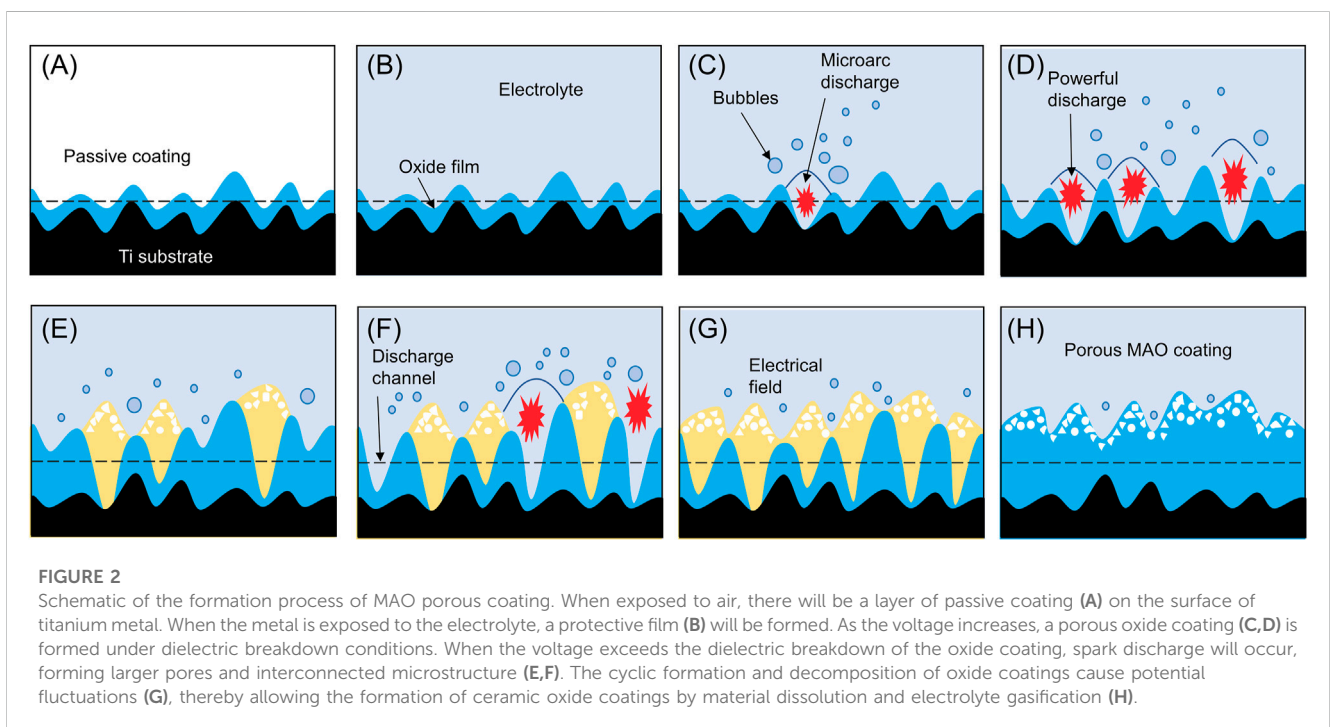 (A)
Passive coating
Ti substrate
(B)
Electrolyte
Oxide film
(C)
Microarc
discharge
Bubbles
(D)
Powerful
discharge
(E)
(F)
Discharge
channel
(G)
Electrical
field
(H)
Porous MAO coating
FIGURE 2
Schematic of the formation process of MAO porous coating. When exposed to air, there will be a layer of passive coating (A) on the surface of
titanium metal. When the metal is exposed to the electrolyte, a protective film (B) will be formed. As the voltage increases, a porous oxide coating (C,D) is
formed under dielectric breakdown conditions. When the voltage exceeds the dielectric breakdown of the oxide coating, spark discharge will occur,
forming larger pores and interconnected microstructure (E,F). The cyclic formation and decomposition of oxide coatings cause potential
fluctuations (G), thereby allowing the formation of ceramic oxide coatings by material dissolution and electrolyte gasification (H).